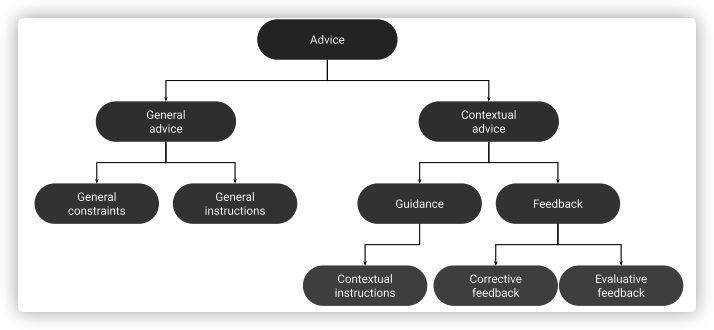 Advice
General
advice
Contextual
advice
General
constraints
General
instructions
Guidance
Feedback
Contextual
instructions
Corrective
feedback
Evaluative
feedback